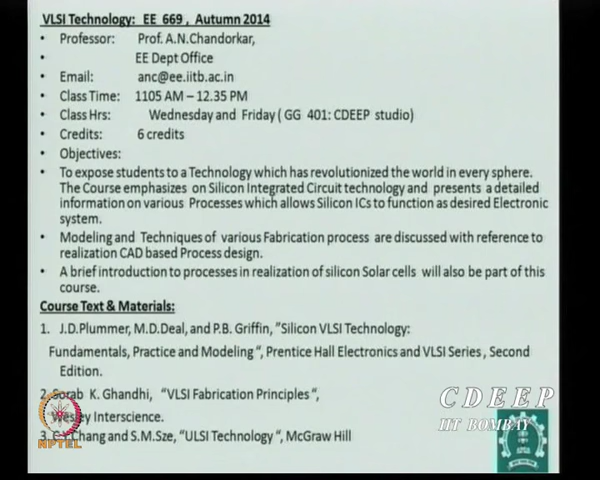 VLSI Technology: EE 669 , Autumn 2014
• Professor: Prof. A.N.Chandorkar,
• EE Dept Office
• Email: anc@ee.iitb.ac.in
• Class Time: 1105 AM – 12.35 PM
• Class Hrs: Wednesday and Friday ( GG 401: CDEEP studio)
• Credits: 6 credits
• Objectives:
• To expose students to a Technology which has revolutionized the world in every sphere.
The Course emphasizes on Silicon Integrated Circuit technology and presents a detailed
information on various Processes which allows Silicon ICs to function as desired Electronic
system.
• Modeling and Techniques of various Fabrication process are discussed with reference to
realization CAD based Process design.
• A brief introduction to processes in realization of silicon Solar cells will also be part of this
course.
Course Text & Materials:
1. J.D.Plummer, M.D.Deal, and P.B. Griffin, "Silicon VLSI Technology:
Fundamentals, Practice and Modeling ", Prentice Hall Electronics and VLSI Series , Second
Edition.
2. Sorab K. Ghandhi, "VLSI Fabrication Principles ",
Wesley Interscience.
3. C.Y.Chang and S.M.Sze, "ULSI Technology ", McGraw Hill
NPTEL
CDEEP
IIT BOMBAY